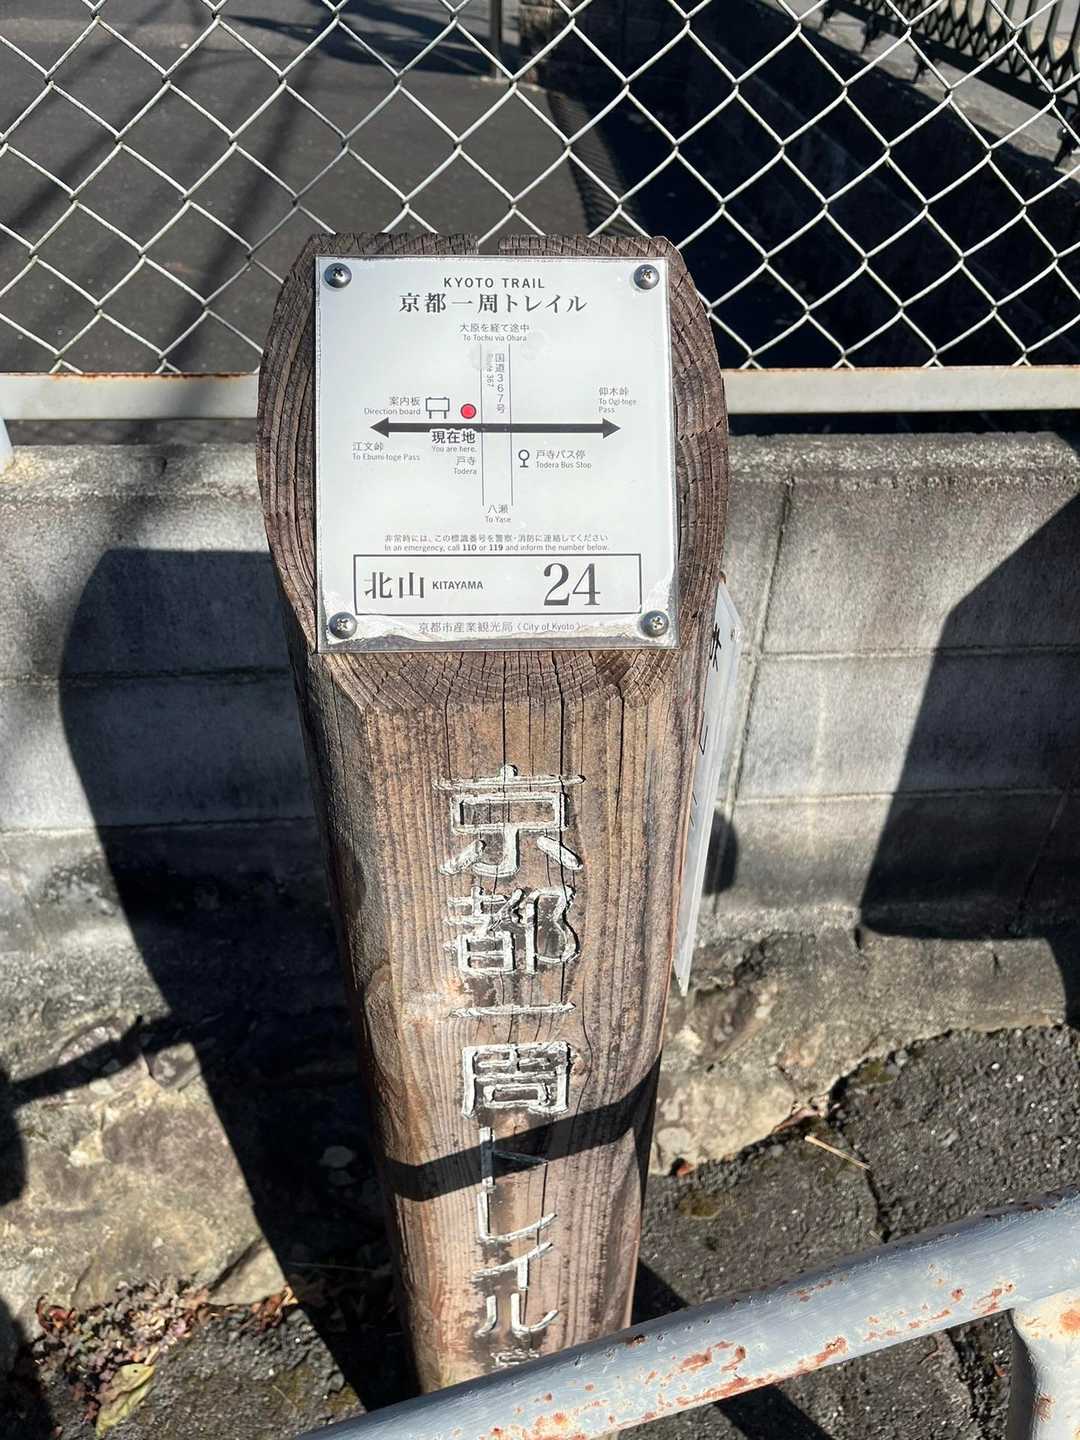 KYOTO TRAIL
京都一周トレイル
大原を経て途中
To Tochu via Ohara
国道367号
Route 367
案内板
Direction board
仰木峠
To Ogi-toge
Pass
現在地
You are here.
江文峠
To Ebumi-toge Pass
戸寺
Todera
戸寺バス停
Todera Bus Stop
八瀬
To Yase
非常時には、この標識番号を警察・消防に連絡してください
In an emergency, call 110 or 119 and inform the number below.
北山 KITAYAMA 24
京都市産業観光局（City of Kyoto）
京都一周トレイル